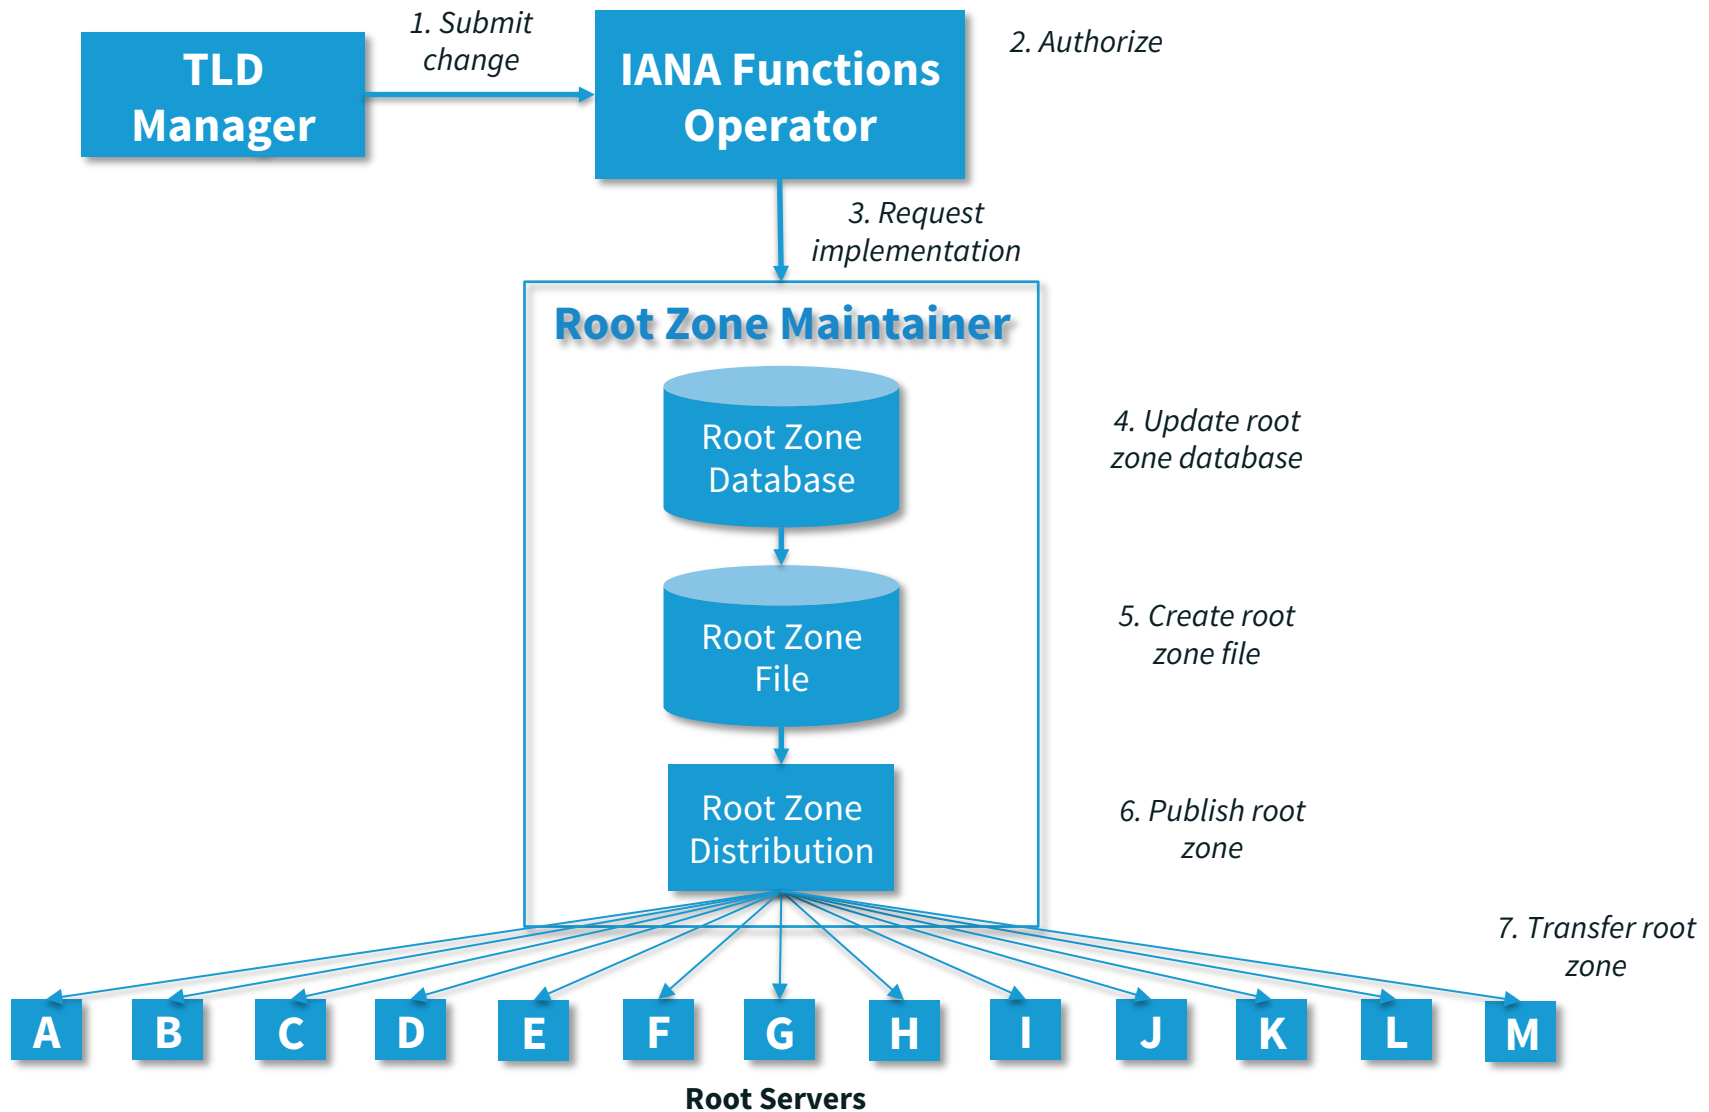 TLD
Manager
1. Submit
change
IANA Functions
Operator
2. Authorize
3. Request
implementation
Root Zone Maintainer
Root Zone
Database
4. Update root
zone database
Root Zone
File
5. Create root
zone file
Root Zone
Distribution
6. Publish root
zone
7. Transfer root
zone
A B C D E F G H I J K L M
Root Servers